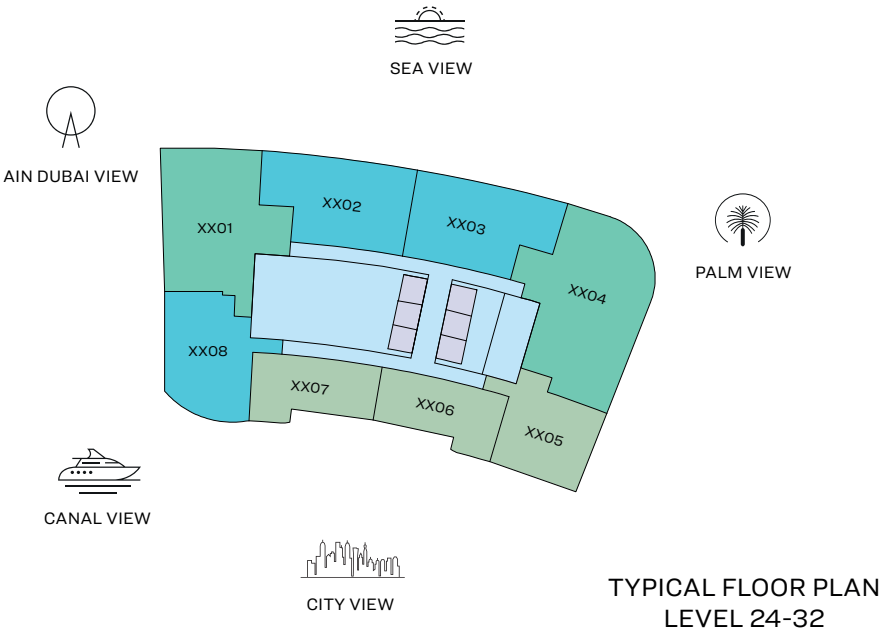 SEA VIEW
AIN DUBAI VIEW
XX01
XX02
XX03
XX04
PALM VIEW
XX08
XX07
XX06
XX05
CANAL VIEW
CITY VIEW
TYPICAL FLOOR PLAN
LEVEL 24-32